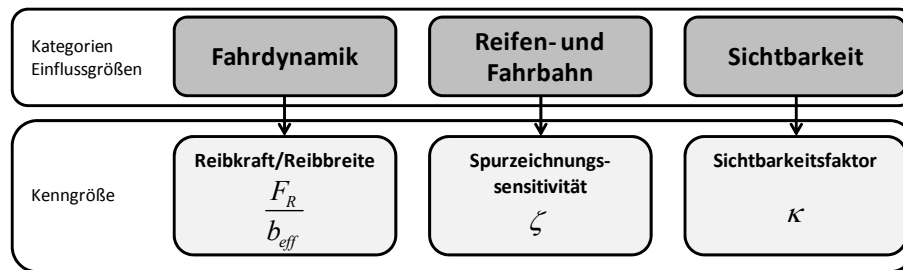 Kategorien
Einflussgrößen
Fahrdynamik
Reifen- und
Fahrbahn
Sichtbarkeit
Kenngröße
Reibkraft/Reibbreite
F_R
b_eff
Spurzeichnungs-
sensitivität
ζ
Sichtbarkeitsfaktor
κ